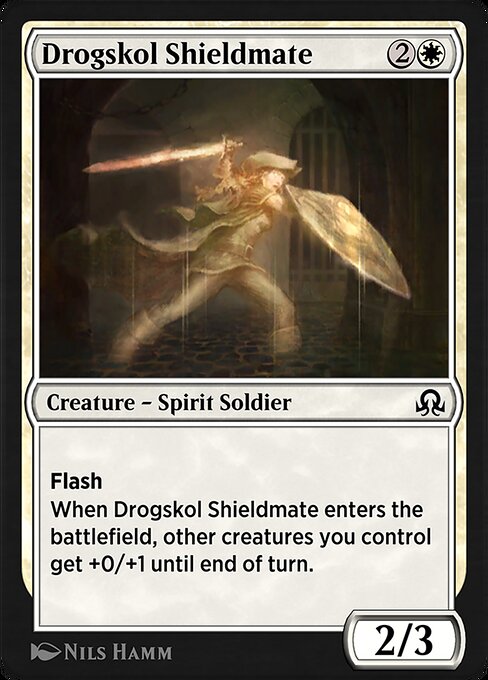 Drogskol Shieldmate 2
Creature – Spirit Soldier
Flash
When Drogskol Shieldmate enters the
battlefield, other creatures you control
get +0/+1 until end of turn.
2/3
Nils Hamm